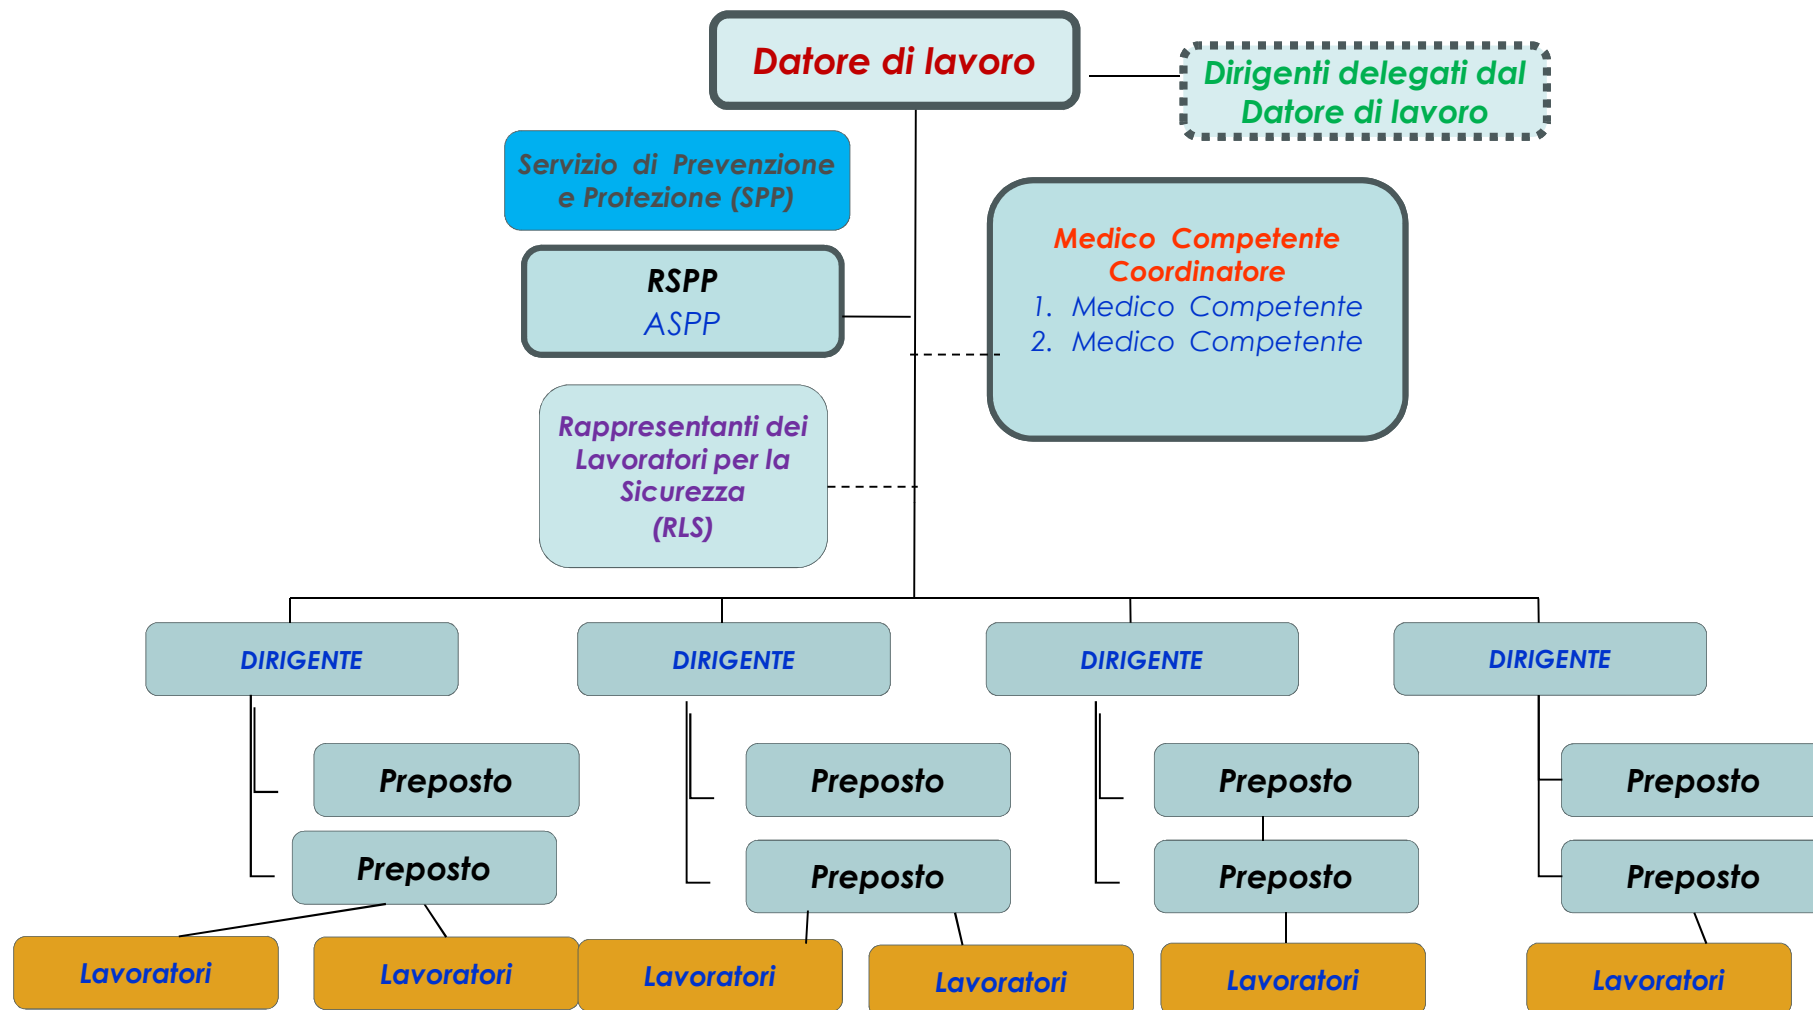 Datore di lavoro
Dirigenti delegati dal
Datore di lavoro
Servizio di Prevenzione
e Protezione (SPP)
RSPP
ASPP
Medico Competente
Coordinatore
1. Medico Competente
2. Medico Competente
Rappresentanti dei
Lavoratori per la
Sicurezza
(RLS)
DIRIGENTE
DIRIGENTE
DIRIGENTE
DIRIGENTE
Preposto
Preposto
Preposto
Preposto
Preposto
Preposto
Preposto
Preposto
Lavoratori
Lavoratori
Lavoratori
Lavoratori
Lavoratori
Lavoratori